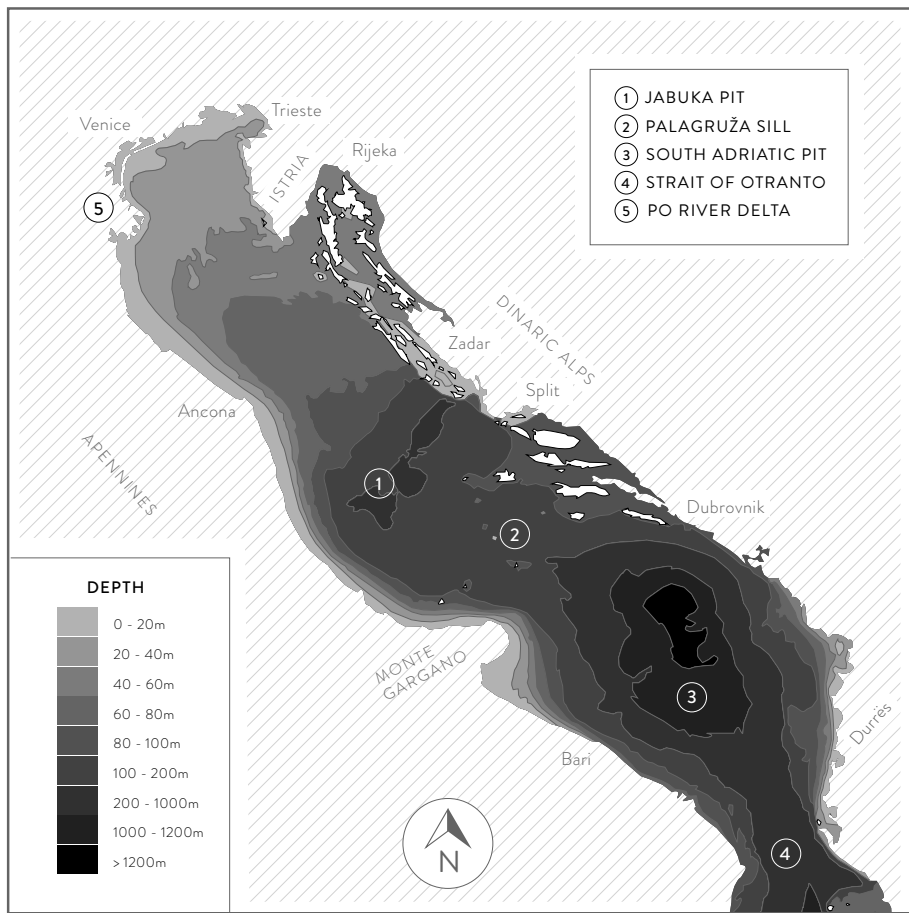 Venice
Trieste
Rijeka
ISTRIA
5
1 JABUKA PIT
2 PALAGRUŽA SILL
3 SOUTH ADRIATIC PIT
4 STRAIT OF OTRANTO
5 PO RIVER DELTA
DINARIC ALPS
Zadar
Split
Ancona
APENNINES
1
2
Dubrovnik
MONTE
GARGANO
3
Durrës
Bari
4
N
DEPTH
0 - 20m
20 - 40m
40 - 60m
60 - 80m
80 - 100m
100 - 200m
200 - 1000m
1000 - 1200m
>1200m